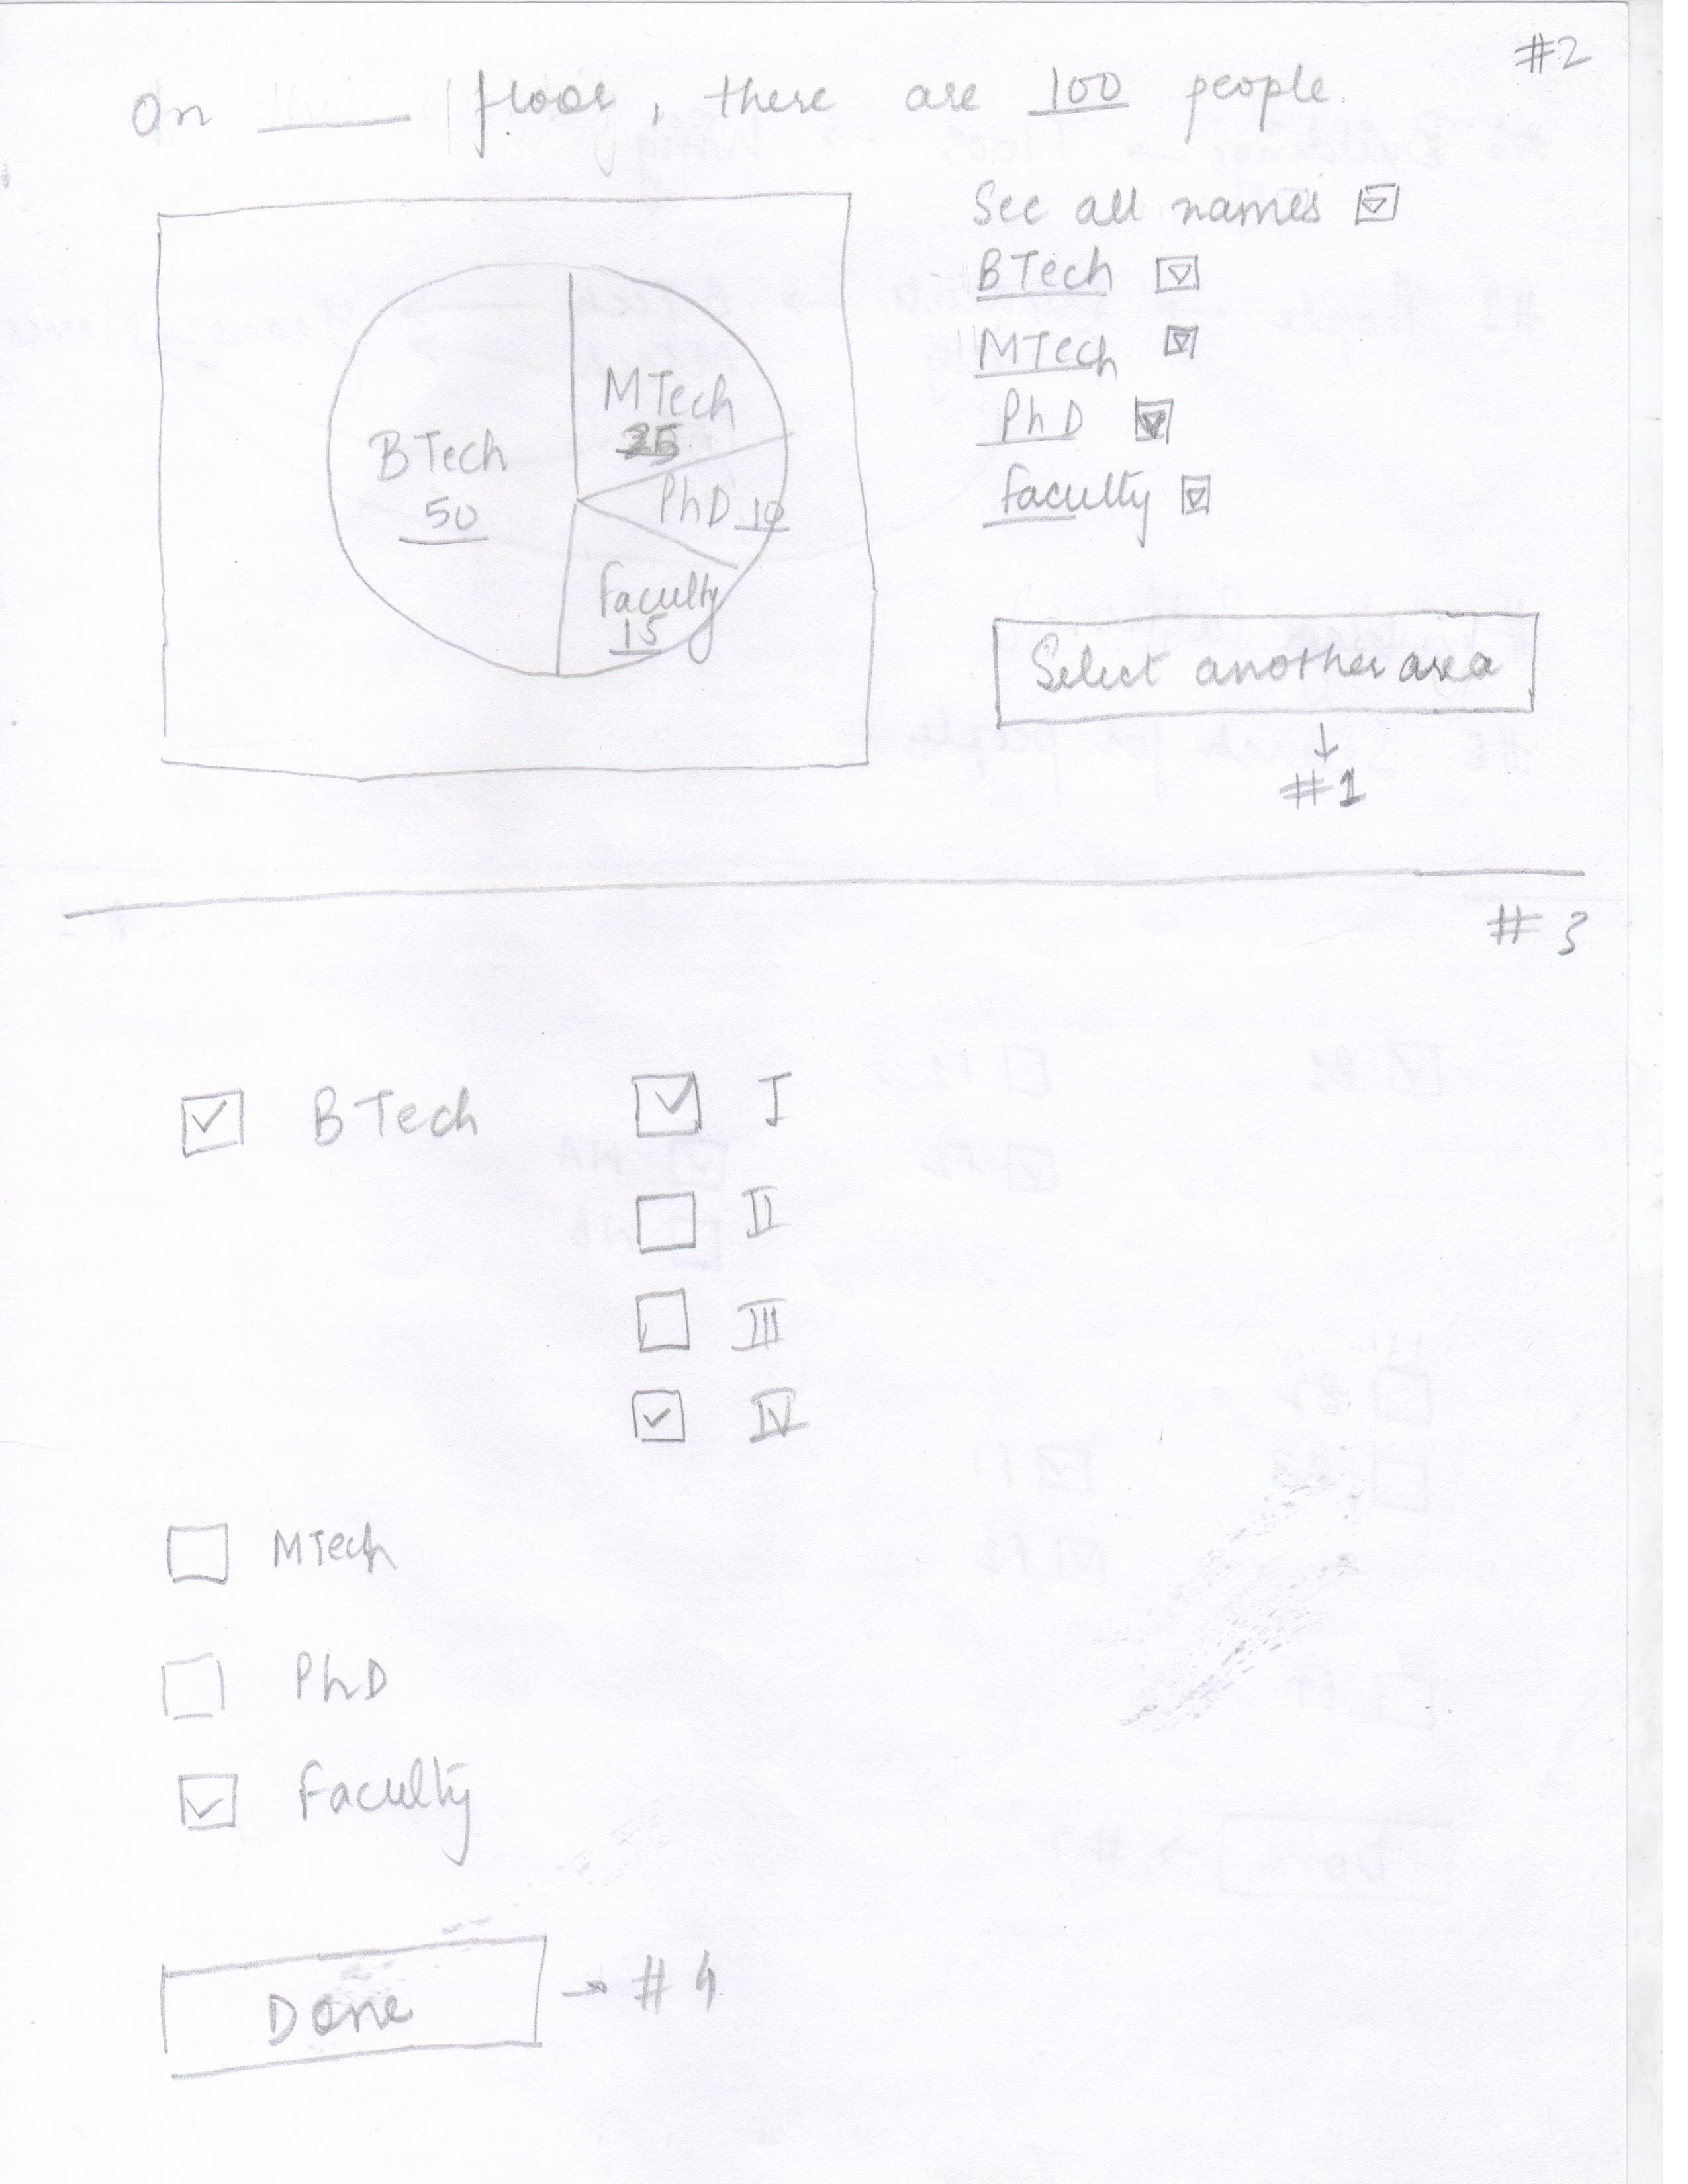 #2
On ____ floor, there are 100 people.
See all names
BTech
MTech
PhD
Faculty
BTech
50
MTech
25
PhD 10
Faculty
15
Select another area
↓
#1
#3
BTech
I
II
III
IV
MTech
PhD
Faculty
Done → #4